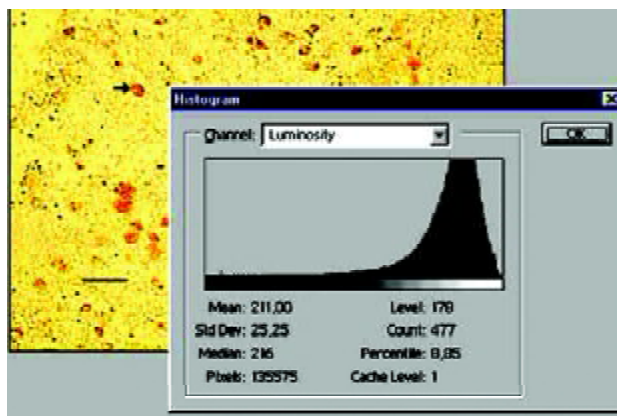 Histogram
Channel: Luminosity
OK
Mean: 211,00 Level: 178
Std Dev: 25,25 Count: 477
Median: 216 Percentile: 8,85
Pixels: 135575 Cache Level: 1